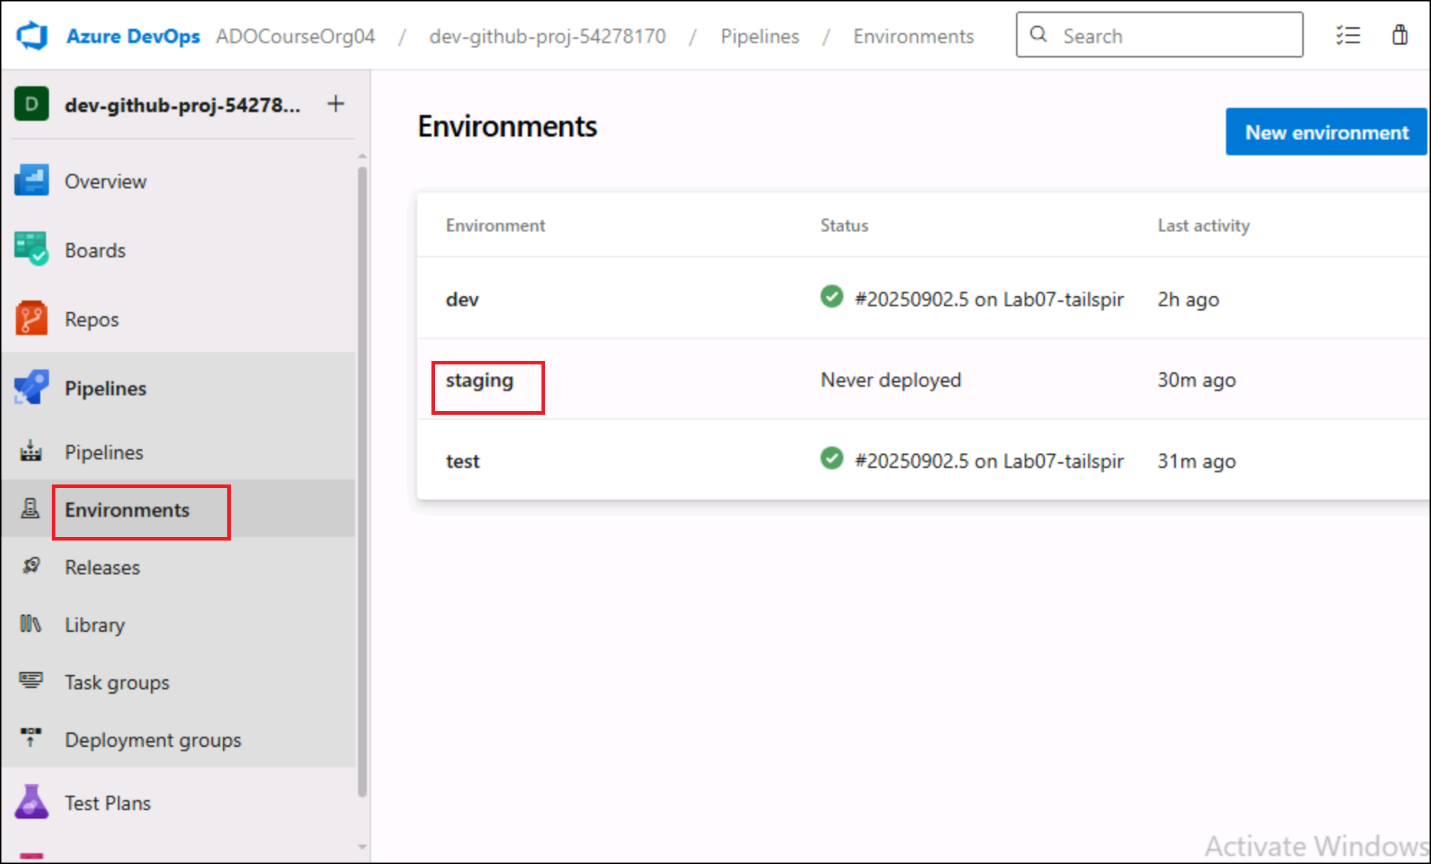 Azure DevOps ADOCourseOrg04 / dev-github-proj-54278170 / Pipelines / Environments Search
D dev-github-proj-54278... +
Overview
Boards
Repos
Pipelines
Pipelines
Environments
Releases
Library
Task groups
Deployment groups
Test Plans
Environments
New environment
Environment Status Last activity
dev #20250902.5 on Lab07-tailspir 2h ago
staging Never deployed 30m ago
test #20250902.5 on Lab07-tailspir 31m ago
Activate Windows